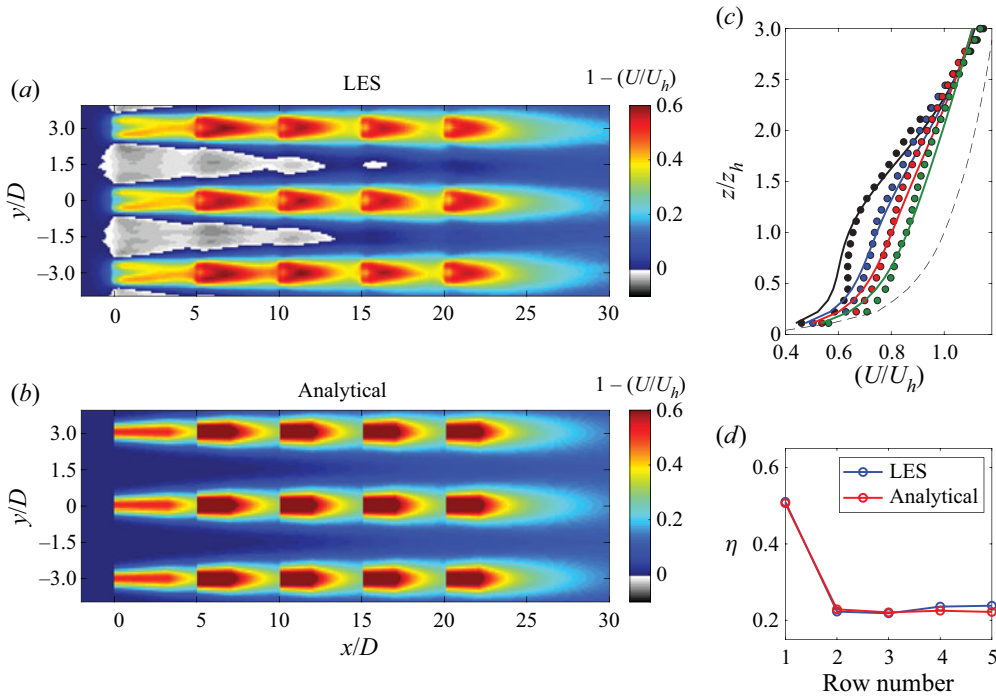 (a)
LES
1 − (U/U_h)
y/D
3.0
1.5
0
−1.5
−3.0
0 5 10 15 20 25 30
0.6
0.4
0.2
0
(b)
Analytical
1 − (U/U_h)
y/D
3.0
1.5
0
−1.5
−3.0
0 5 10 15 20 25 30
x/D
0.6
0.4
0.2
0
(c)
z/z_h
3.0
2.5
2.0
1.5
1.0
0.5
0
0.4 0.6 0.8 1.0
(U/U_h)
(d)
η
0.6
0.4
0.2
LES
Analytical
1 2 3 4 5
Row number